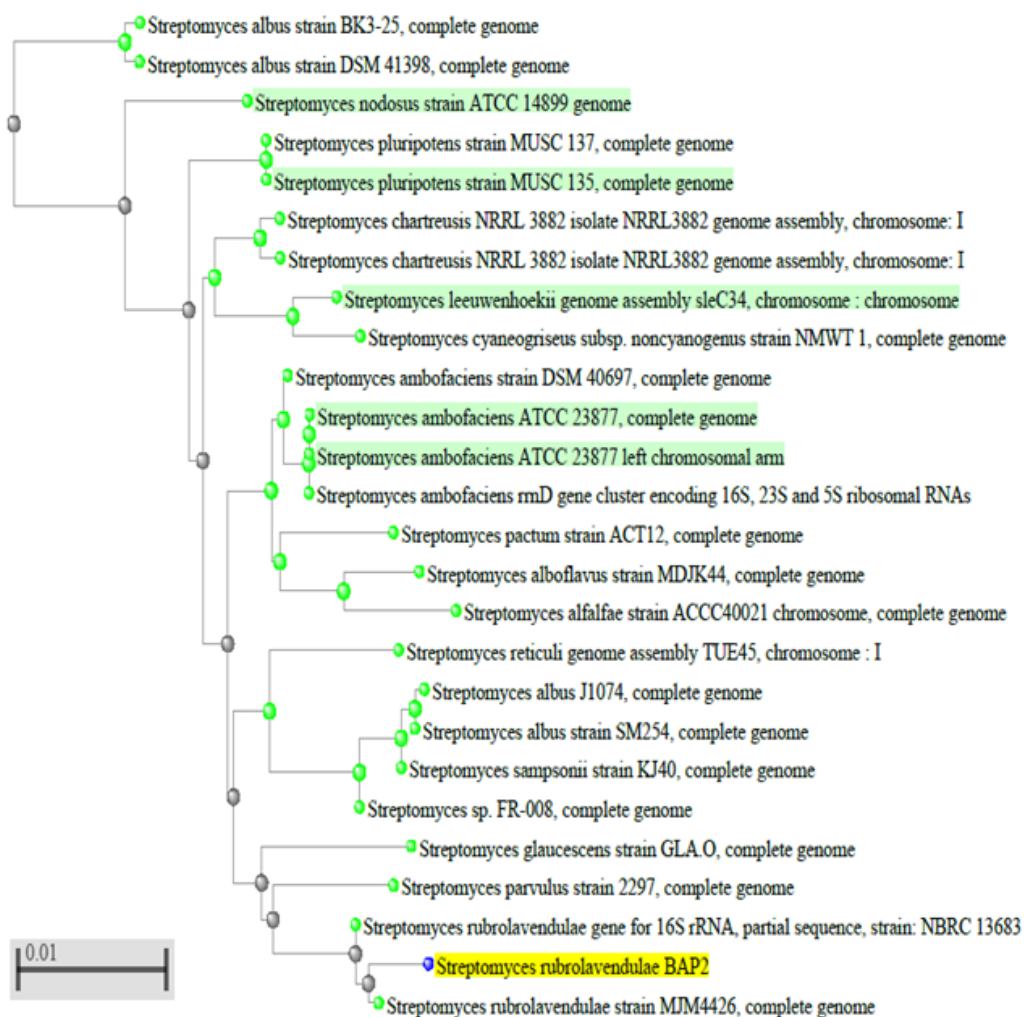 Streptomyces albus strain BK3-25, complete genome
Streptomyces albus strain DSM 41398, complete genome
Streptomyces nodosus strain ATCC 14899 genome
Streptomyces pluripotens strain MUSC 137, complete genome
Streptomyces pluripotens strain MUSC 135, complete genome
Streptomyces chartreusis NRRL 3882 isolate NRRL3882 genome assembly, chromosome: I
Streptomyces chartreusis NRRL 3882 isolate NRRL3882 genome assembly, chromosome: I
Streptomyces leeuwenhoekii genome assembly sleC34, chromosome : chromosome
Streptomyces cyaneogriseus subsp. noncyanogenus strain NMWT 1, complete genome
Streptomyces ambofaciens strain DSM 40697, complete genome
Streptomyces ambofaciens ATCC 23877, complete genome
Streptomyces ambofaciens ATCC 23877 left chromosomal arm
Streptomyces ambofaciens rrnD gene cluster encoding 16S, 23S and 5S ribosomal RNAs
Streptomyces pactum strain ACT12, complete genome
Streptomyces alboflavus strain MDJK44, complete genome
Streptomyces alfalfae strain ACCC40021 chromosome, complete genome
Streptomyces reticuli genome assembly TUE45, chromosome : I
Streptomyces albus J1074, complete genome
Streptomyces albus strain SM254, complete genome
Streptomyces sampsonii strain KJ40, complete genome
Streptomyces sp. FR-008, complete genome
Streptomyces glaucescens strain GLA.O, complete genome
Streptomyces parvulus strain 2297, complete genome
Streptomyces rubrolavendulae gene for 16S rRNA, partial sequence, strain: NBRC 13683
0.01
Streptomyces rubrolavendulae BAP2
Streptomyces rubrolavendulae strain MJM4426, complete genome